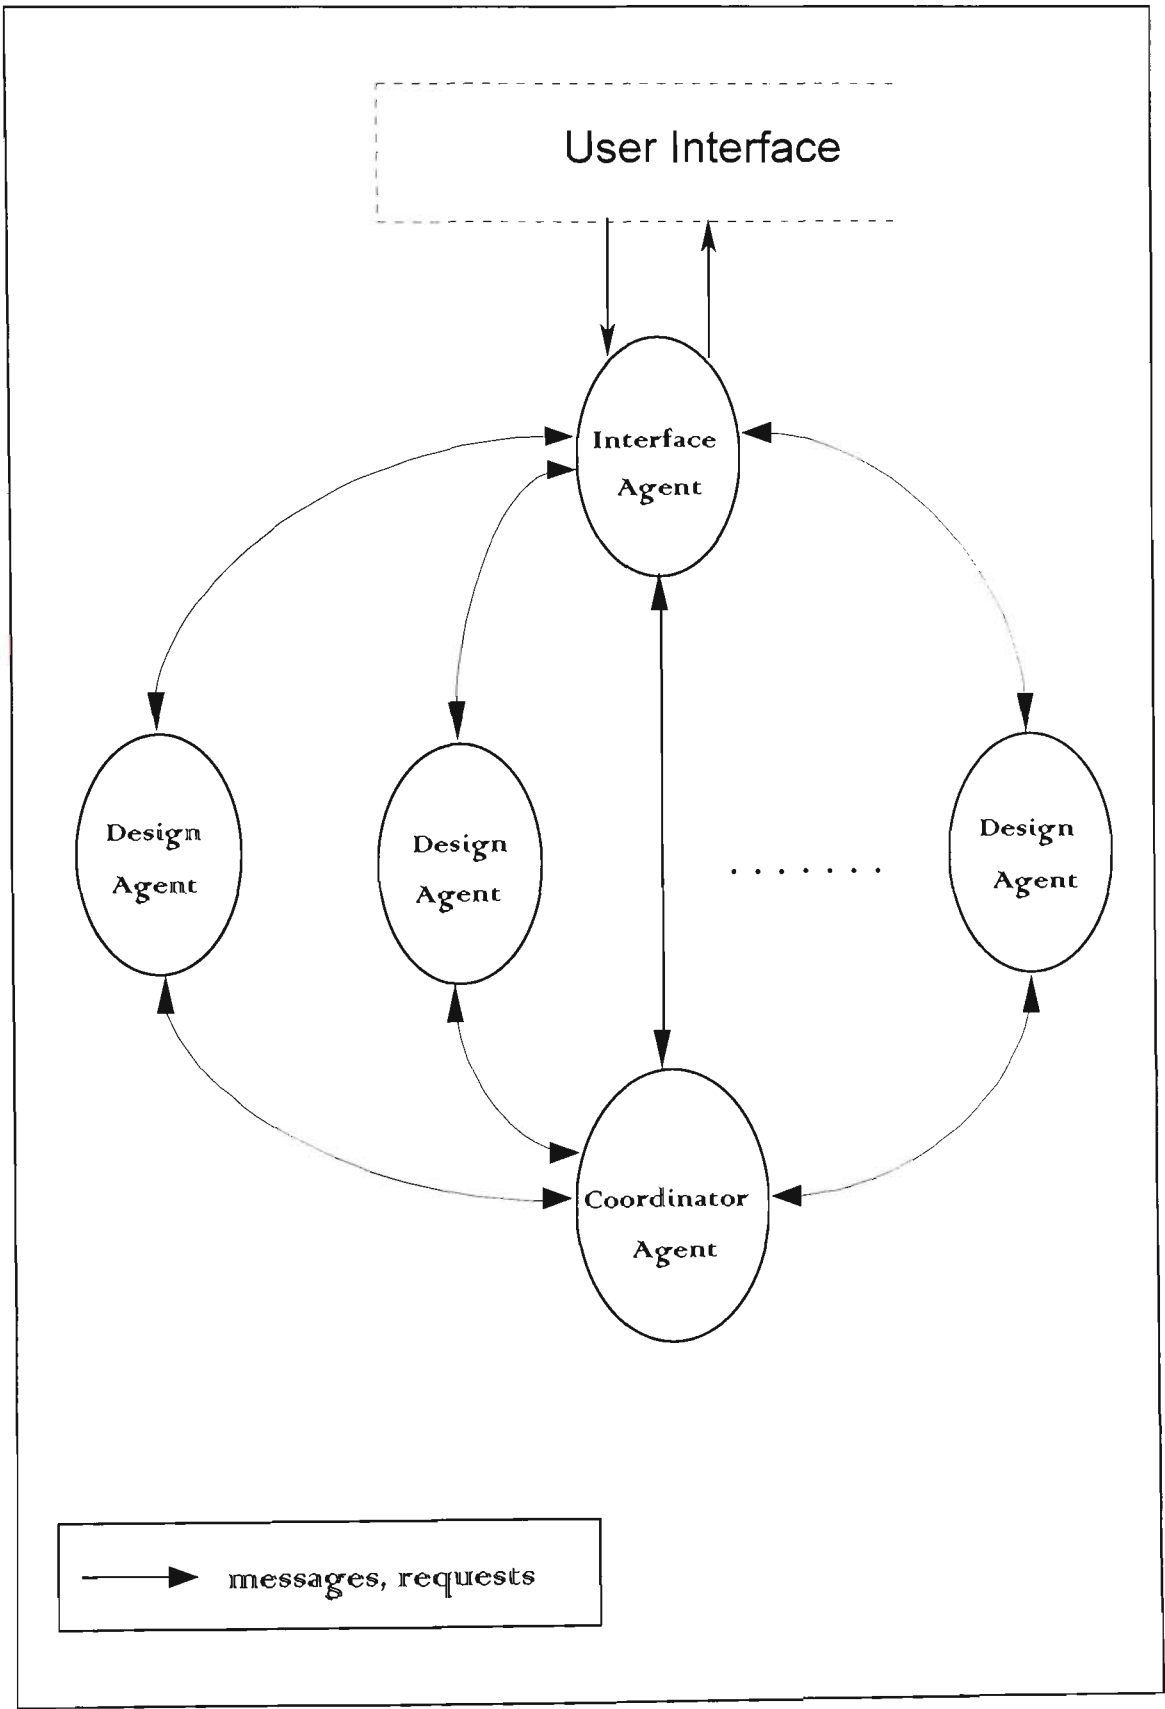 User Interface
Interface
Agent
Design
Agent
Design
Agent
. . . . . . .
Design
Agent
Coordinator
Agent
messages, requests